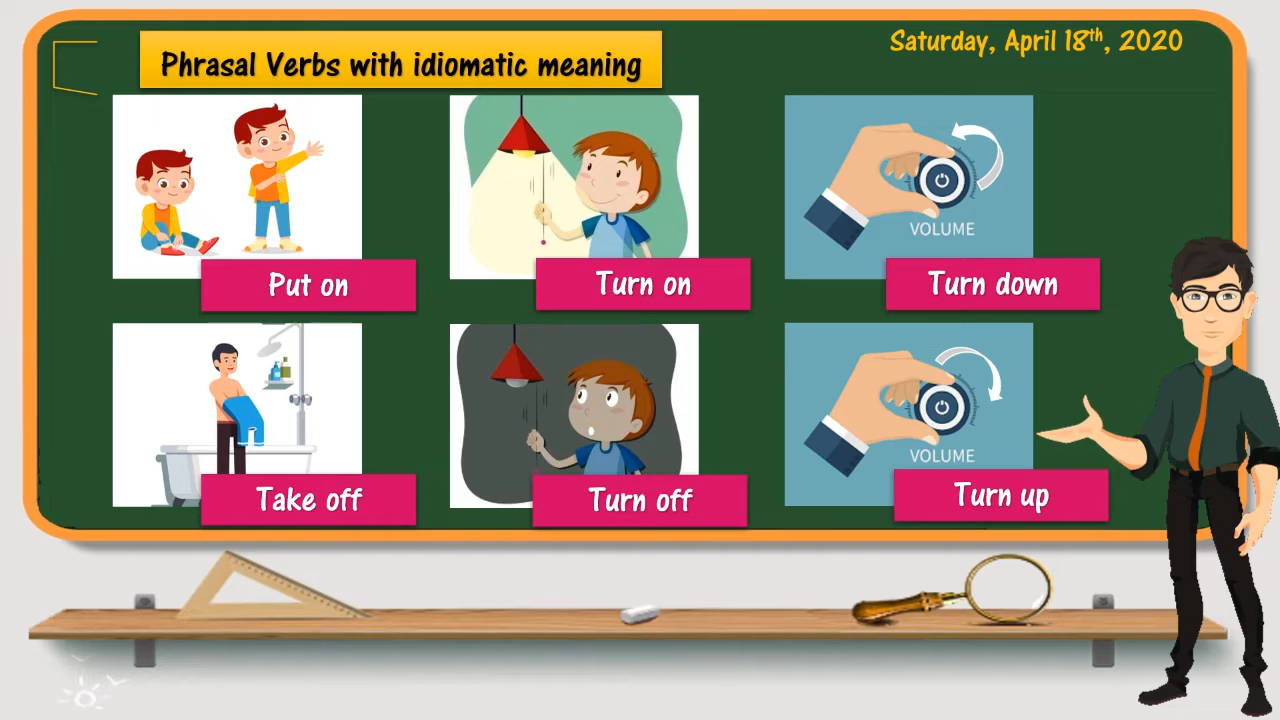 Saturday, April 18th, 2020
Phrasal Verbs with idiomatic meaning
VOLUME
Put on
Turn on
Turn down
VOLUME
Take off
Turn off
Turn up